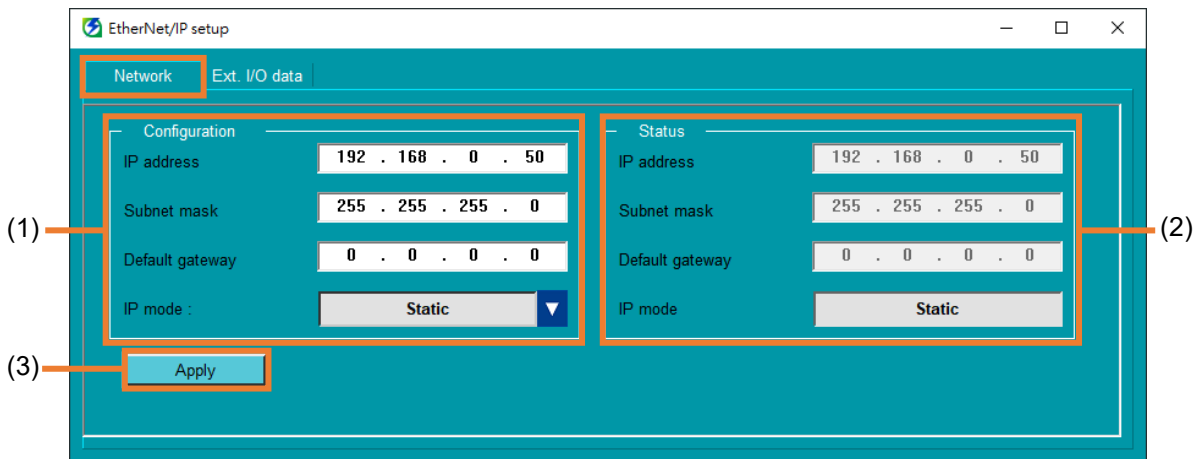 EtherNet/IP setup
Network Ext. I/O data
Configuration
IP address 192 . 168 . 0 . 50
Subnet mask 255 . 255 . 255 . 0
Default gateway 0 . 0 . 0 . 0
IP mode : Static
Status
IP address 192 . 168 . 0 . 50
Subnet mask 255 . 255 . 255 . 0
Default gateway 0 . 0 . 0 . 0
IP mode Static
(1)
(2)
(3)
Apply